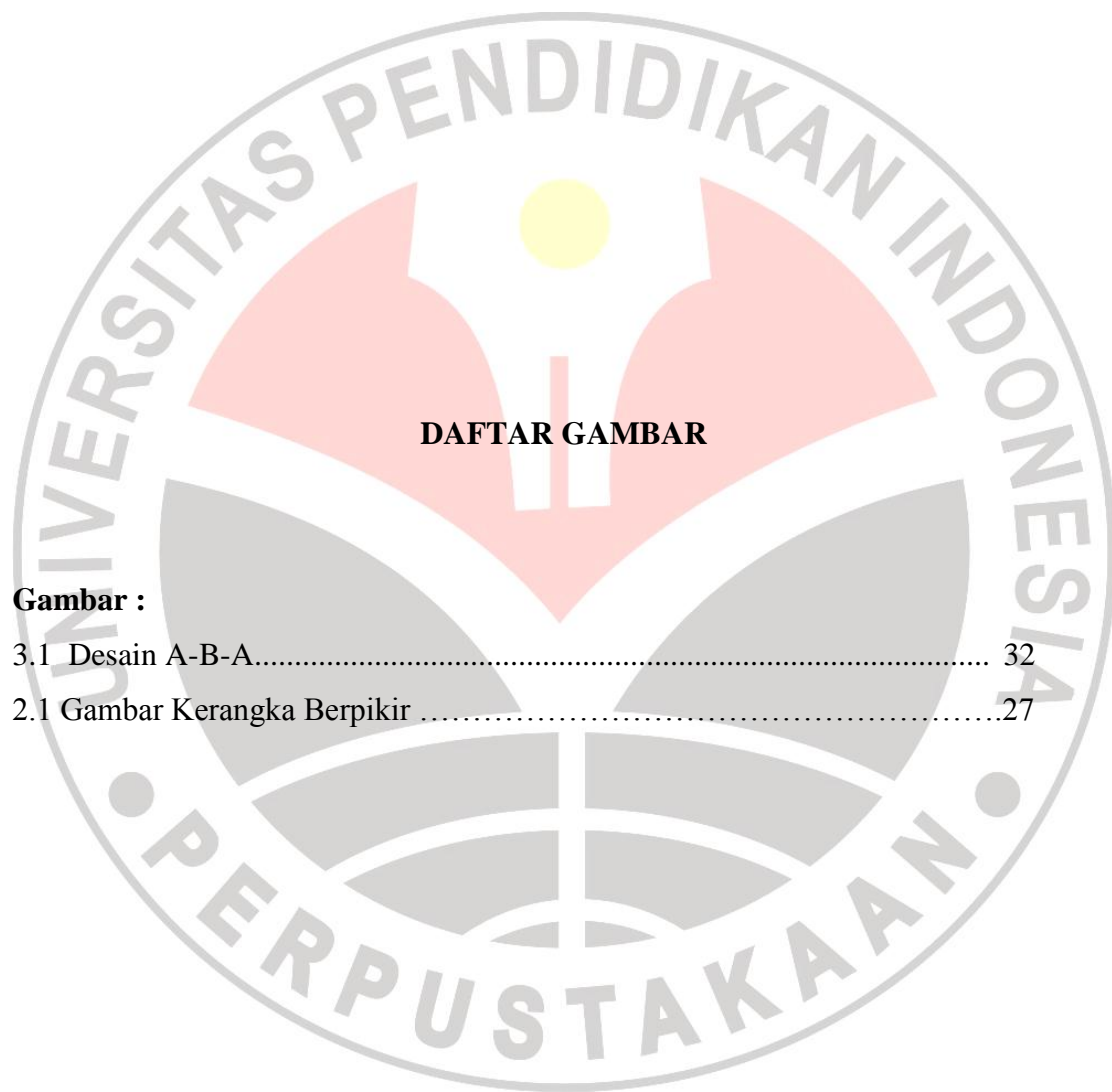 UNIVERSITAS PENDIDIKAN INDONESIA
DAFTAR GAMBAR
Gambar :
3.1 Desain A-B-A.......................................................................................... 32
2.1 Gambar Kerangka Berpikir ……………………………………………………….27
PERPUSTAKAAN